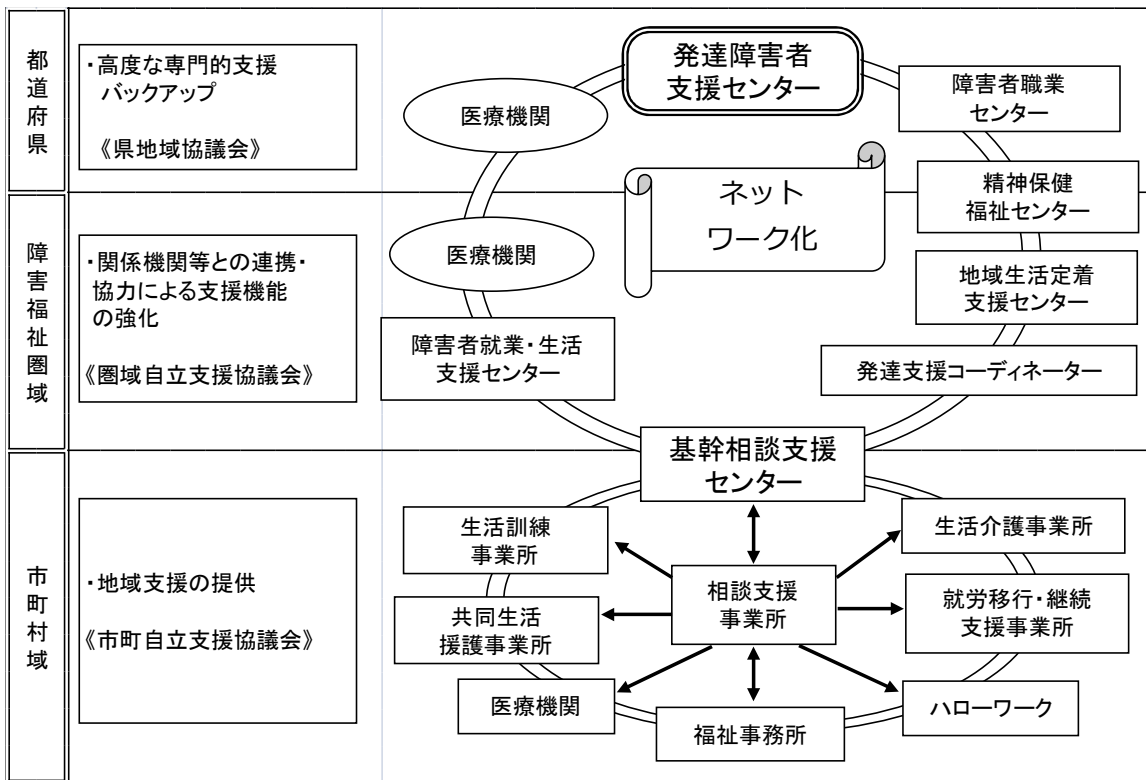 都道府県
・高度な専門的支援
バックアップ
《県地域協議会》
発達障害者
支援センター
医療機関
障害者職業
センター
ネット
ワーク化
精神保健
福祉センター
障害福祉圏域
・関係機関等との連携・
協力による支援機能
の強化
《圏域自立支援協議会》
医療機関
地域生活定着
支援センター
障害者就業・生活
支援センター
発達支援コーディネーター
基幹相談支援
センター
市町村域
・地域支援の提供
《市町自立支援協議会》
生活訓練
事業所
生活介護事業所
相談支援
事業所
共同生活
援護事業所
就労移行・継続
支援事業所
医療機関
福祉事務所
ハローワーク